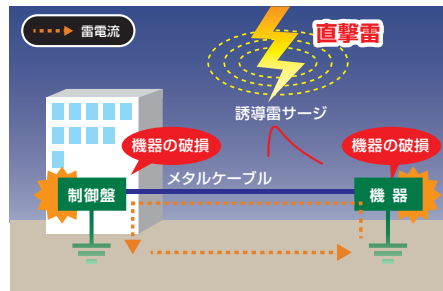 雷電流
直撃雷
誘導雷サージ
機器の破損
機器の破損
メタルケーブル
制御盤
機 器